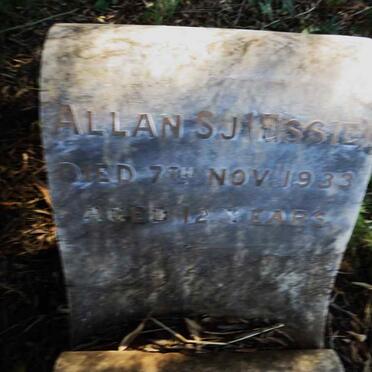 ALLAN S.
DIED 7TH NOV. 1933
AGED 12 YEARS